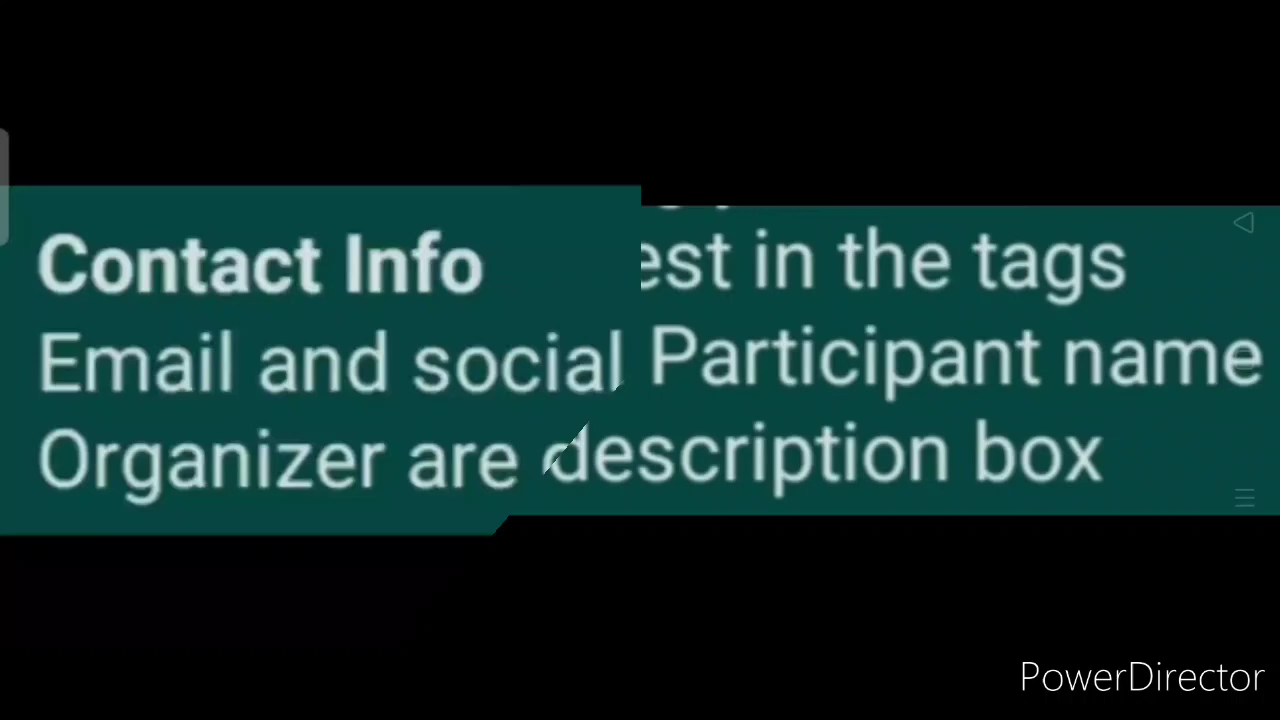 Contact Info
Email and social
Organizer are
est in the tags
Participant name
description box
PowerDirector